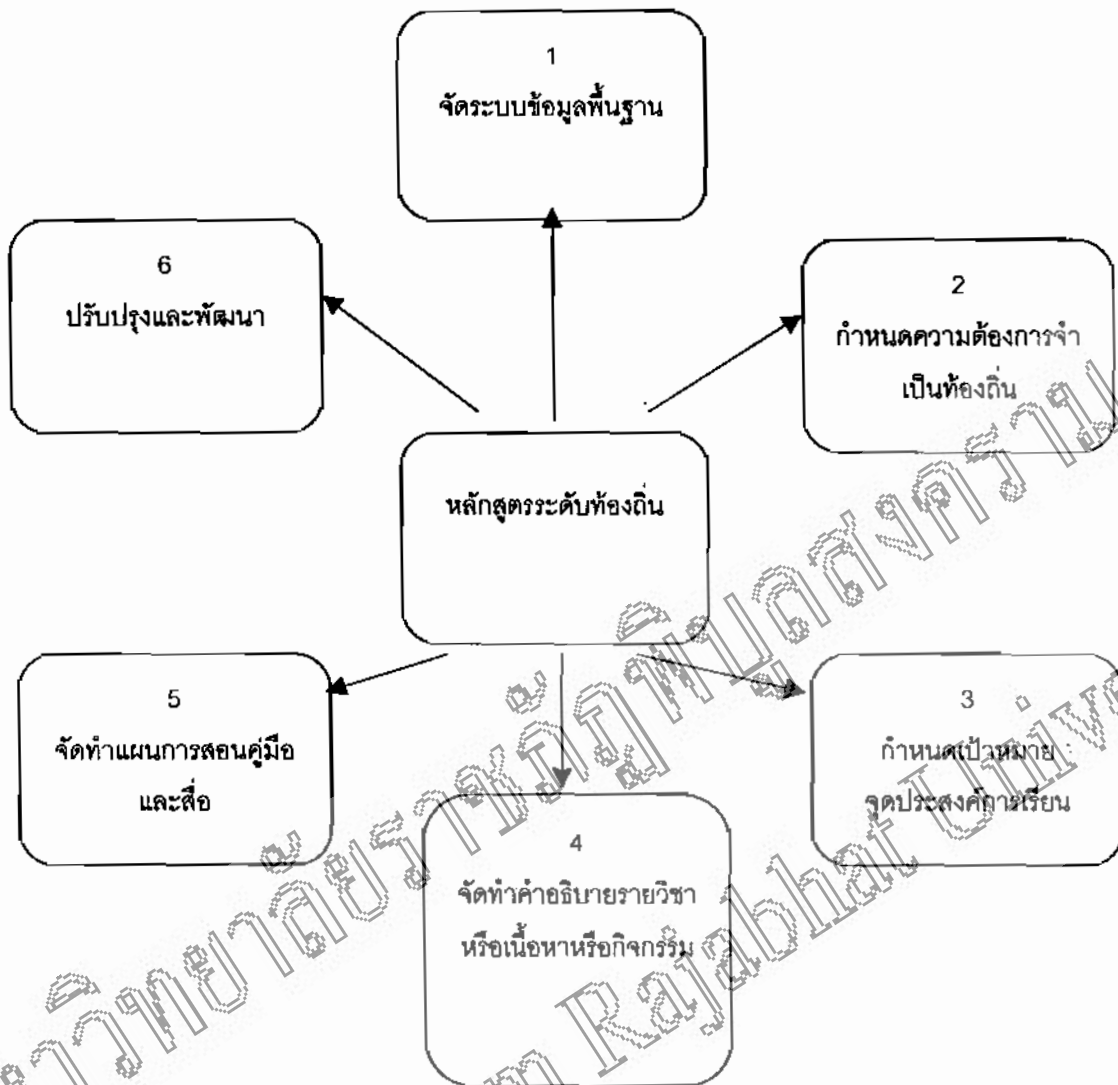 1
จัดระบบข้อมูลพื้นฐาน
6
ปรับปรุงและพัฒนา
2
กำหนดความต้องการจำ
เป็นท้องถิ่น
หลักสูตรระดับท้องถิ่น
5
จัดทำแผนการสอนคู่มือ
และสื่อ
3
กำหนดเป้าหมาย
จุดประสงค์การเรียน
4
จัดทำคำอธิบายรายวิชา
หรือเนื้อหาหรือกิจกรรม
Rajabhat